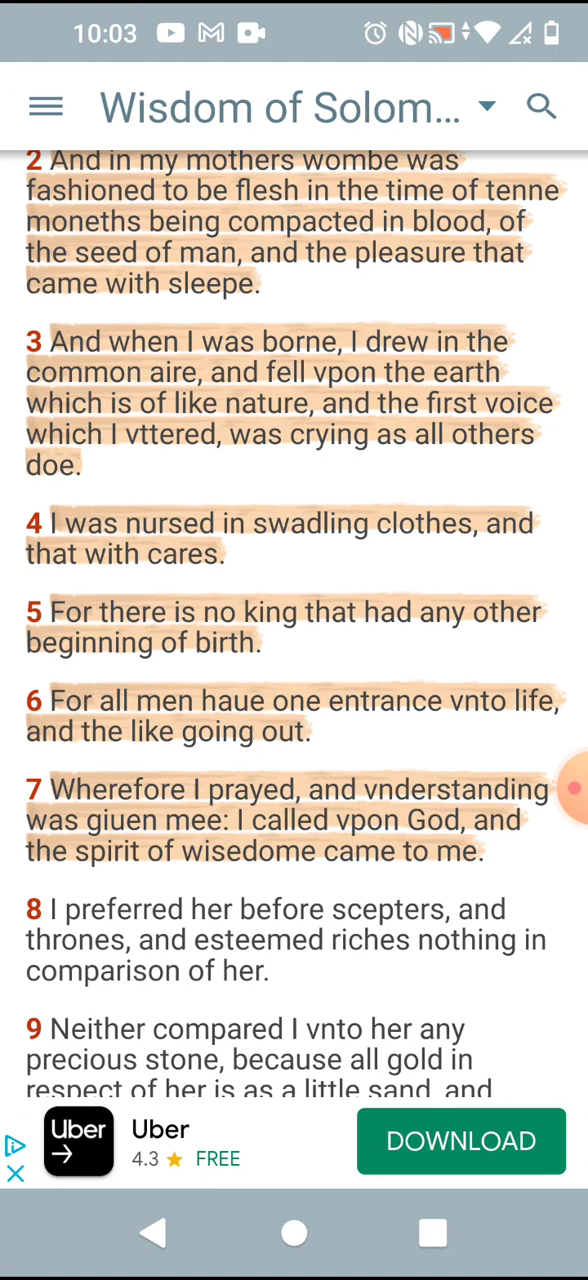 10:03
Wisdom of Solom...
2 And in my mothers wombe was
fashioned to be flesh in the time of tenne
moneths being compacted in blood, of
the seed of man, and the pleasure that
came with sleepe.
3 And when I was borne, I drew in the
common aire, and fell vpon the earth
which is of like nature, and the first voice
which I vttered, was crying as all others
doe.
4 I was nursed in swadling clothes, and
that with cares.
5 For there is no king that had any other
beginning of birth.
6 For all men haue one entrance vnto life,
and the like going out.
7 Wherefore I prayed, and vnderstanding
was giuen mee: I called vpon God, and
the spirit of wisedome came to me.
8 I preferred her before scepters, and
thrones, and esteemed riches nothing in
comparison of her.
9 Neither compared I vnto her any
precious stone, because all gold in
respect of her is as a little sand, and
Uber
Uber
4.3 ★ FREE
DOWNLOAD